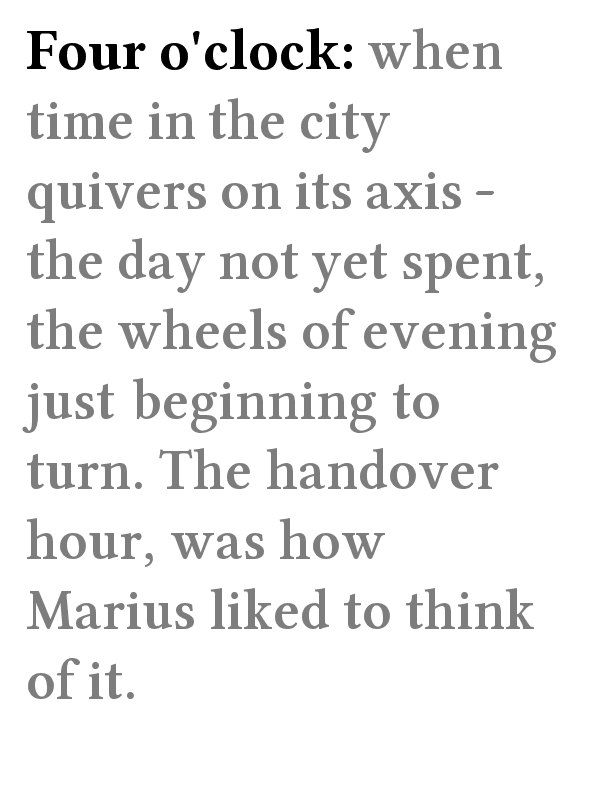 Four o'clock: when
time in the city
quivers on its axis -
the day not yet spent,
the wheels of evening
just beginning to
turn. The handover
hour, was how
Marius liked to think
of it.